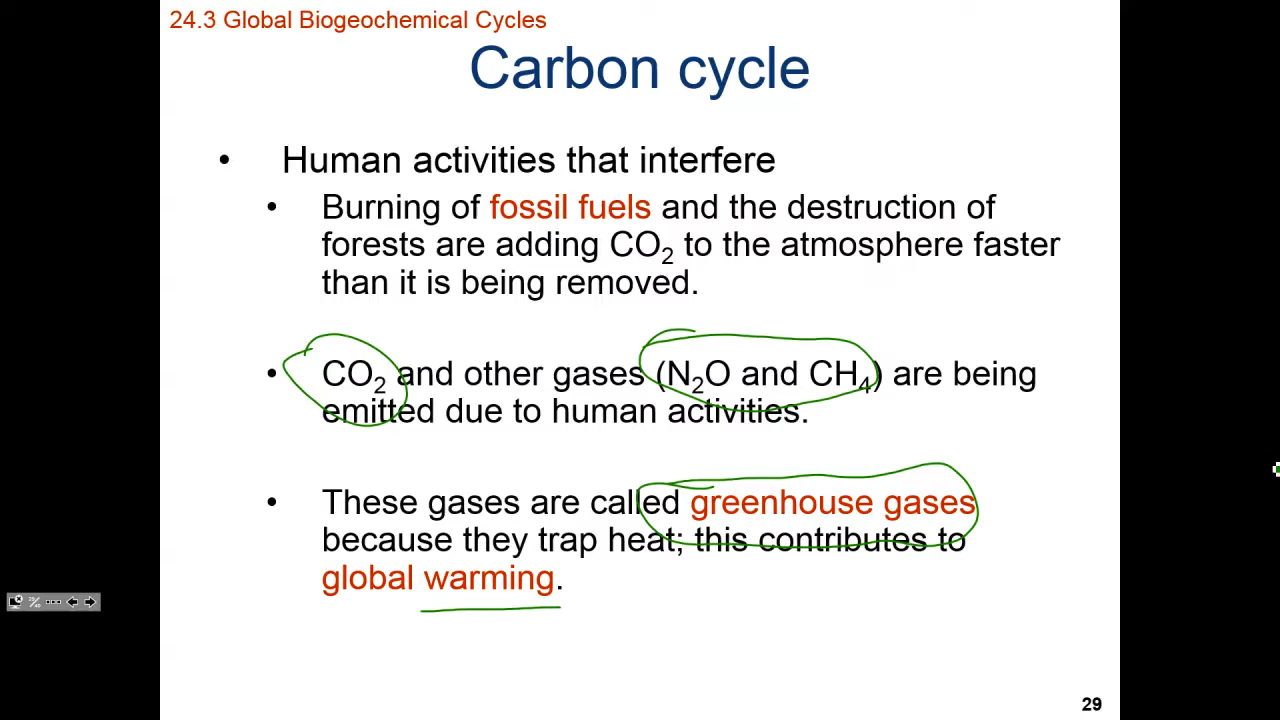 24.3 Global Biogeochemical Cycles
Carbon cycle
• Human activities that interfere
• Burning of fossil fuels and the destruction of
forests are adding CO₂ to the atmosphere faster
than it is being removed.
• CO₂ and other gases (N₂O and CH₄) are being
emitted due to human activities.
• These gases are called greenhouse gases
because they trap heat; this contributes to
global warming.
29